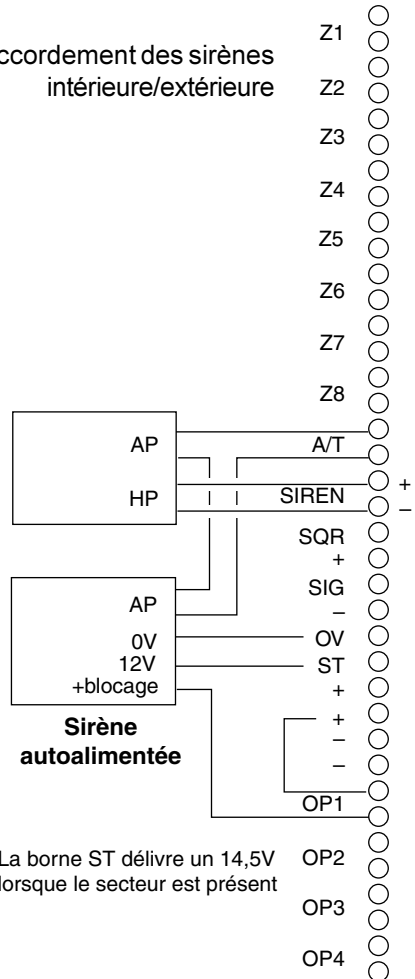 ccordement des sirènes
intérieure/extérieure
Z1
Z2
Z3
Z4
Z5
Z6
Z7
Z8
AP
A/T
HP
SIREN
+
–
SQR
+
SIG
–
AP
0V
OV
12V
ST
+blocage
+
Sirène
autoalimentée
+
–
–
OP1
La borne ST délivre un 14,5V
lorsque le secteur est présent
OP2
OP3
OP4